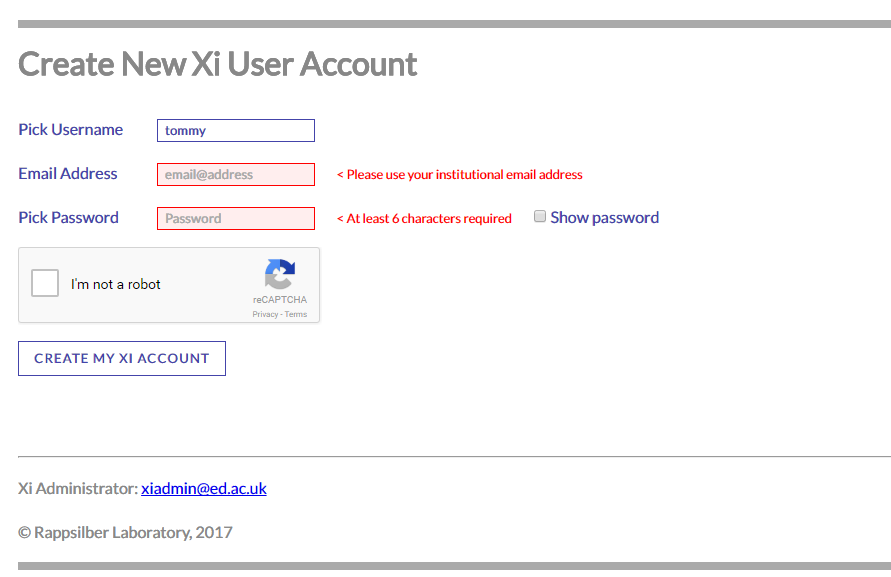 Create New Xi User Account
Pick Username tommy
Email Address email@address < Please use your institutional email address
Pick Password Password < At least 6 characters required Show password
I'm not a robot
reCAPTCHA
Privacy - Terms
CREATE MY XI ACCOUNT
Xi Administrator: xiadmin@ed.ac.uk
© Rappsilber Laboratory, 2017